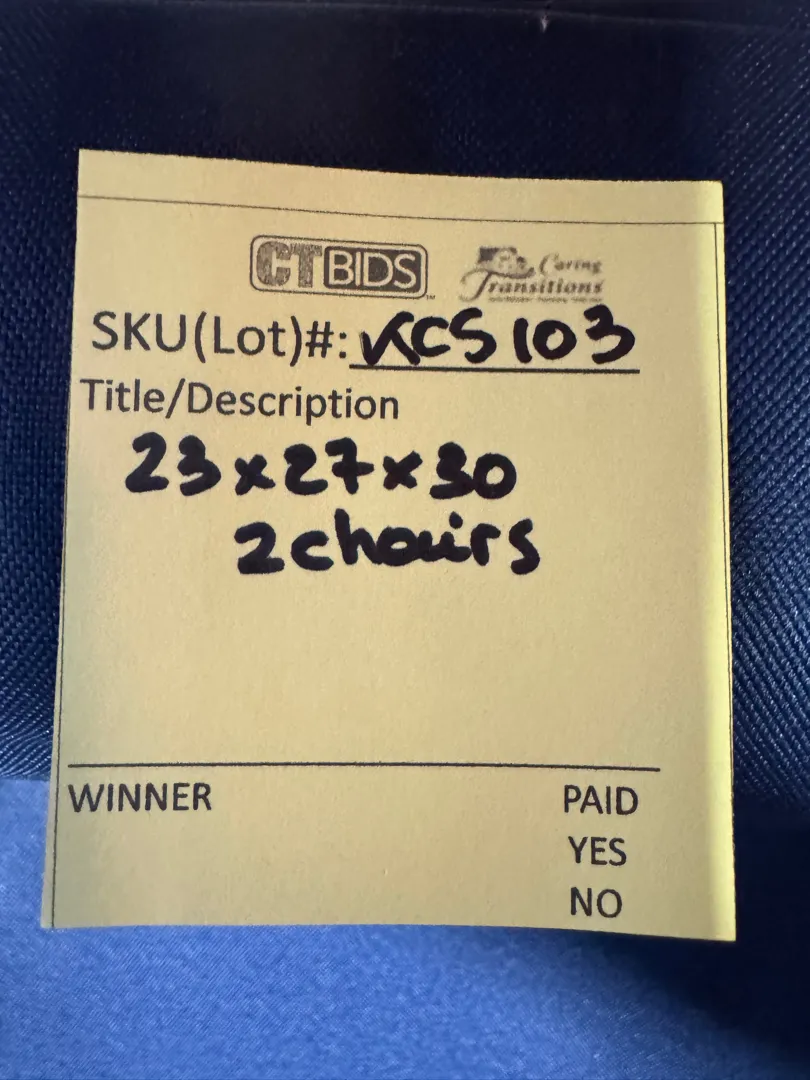 CTBIDS
Caring
Transitions
SKU(Lot)#: KCS103
Title/Description
23x27x30
2chairs
WINNER PAID
YES
NO